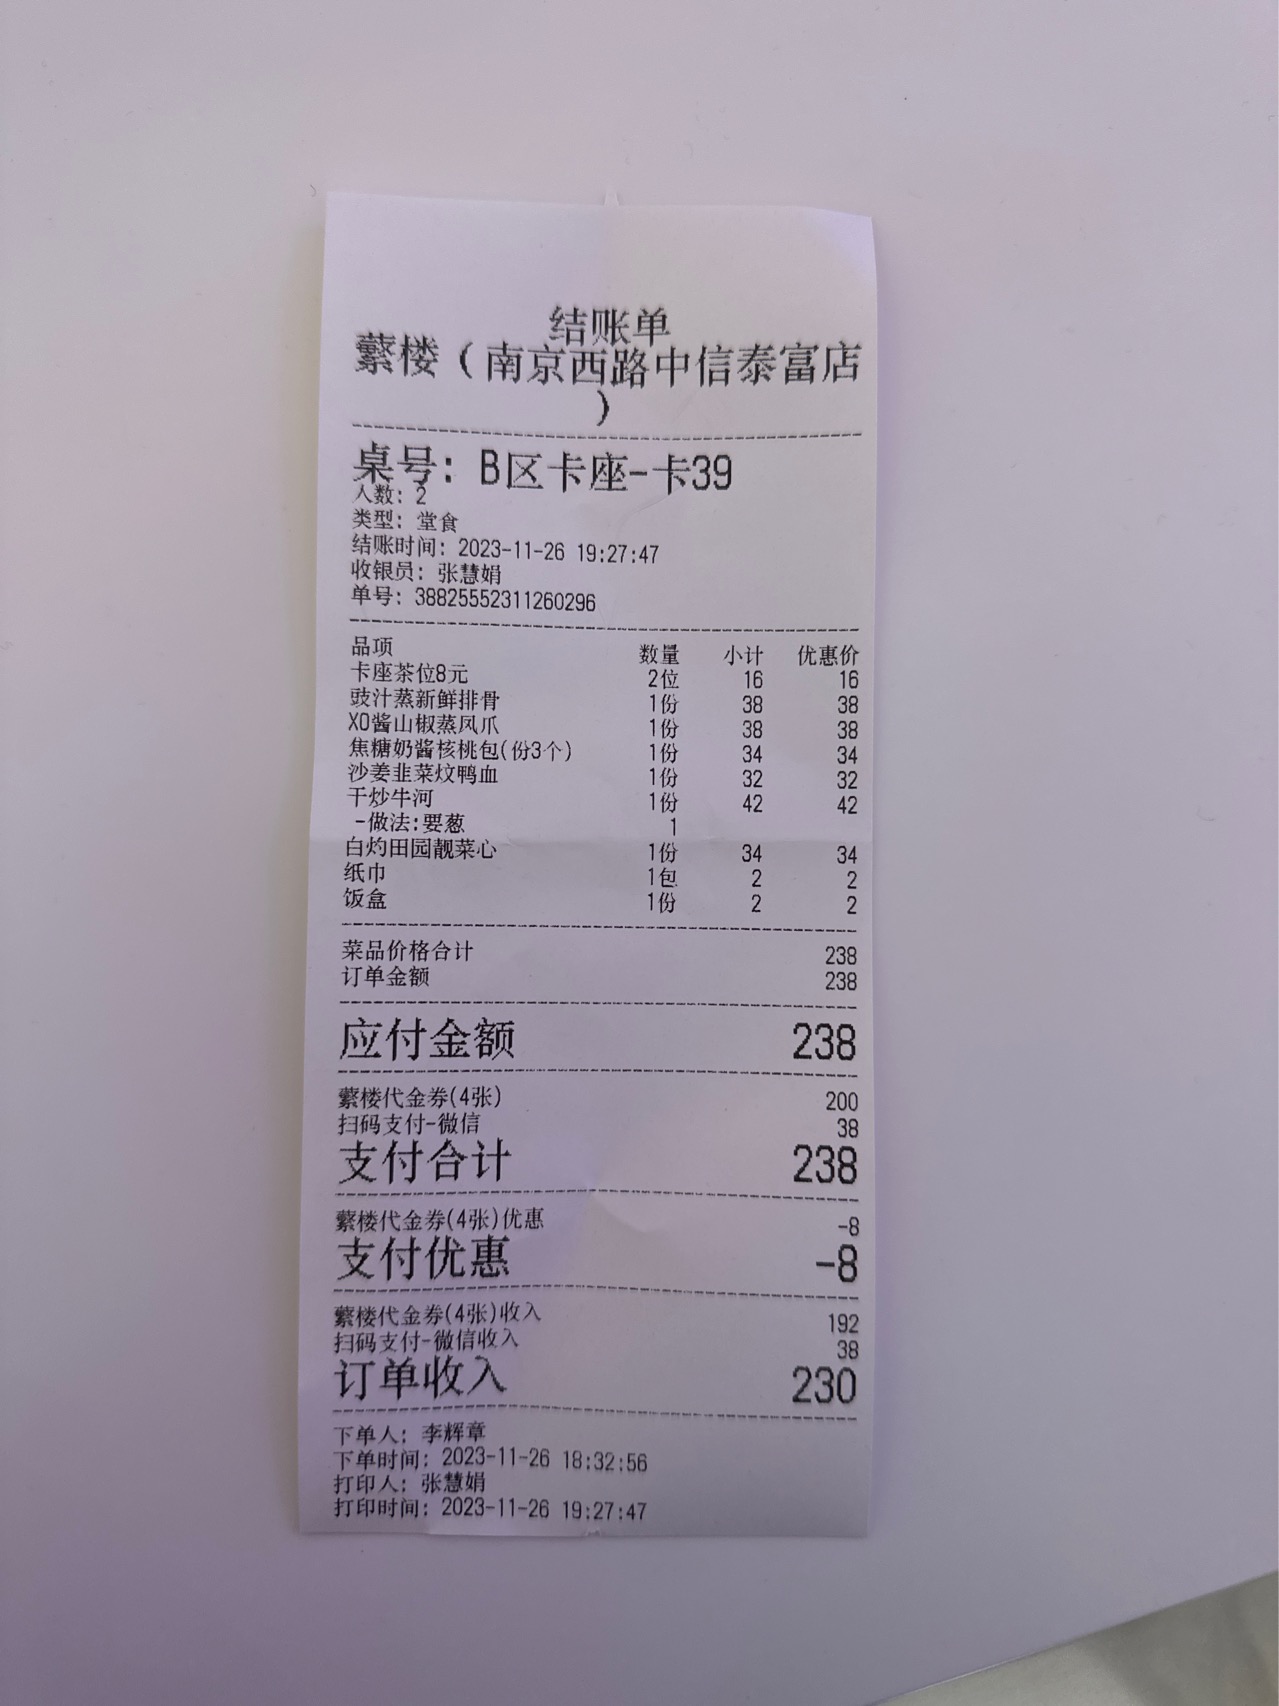 结账单
蘩楼（南京西路中信泰富店
）
桌号：B区卡座-卡39
人数：2
类型：堂食
结账时间：2023-11-26 19:27:47
收银员：张慧娟
单号：38825552311260296
品项 数量 小计 优惠价
卡座茶位8元 2位 16 16
豉汁蒸新鲜排骨 1份 38 38
XO酱山椒蒸凤爪 1份 38 38
焦糖奶酱核桃包(份3个) 1份 34 34
沙姜韭菜炆鸭血 1份 32 32
干炒牛河 1份 42 42
-做法:要葱 1
白灼田园靓菜心 1份 34 34
纸巾 1包 2 2
饭盒 1份 2 2
菜品价格合计 238
订单金额 238
应付金额 238
蘩楼代金券(4张) 200
扫码支付-微信 38
支付合计 238
蘩楼代金券(4张)优惠 -8
支付优惠 -8
蘩楼代金券(4张)收入 192
扫码支付-微信收入 38
订单收入 230
下单人：李辉章
下单时间：2023-11-26 18:32:56
打印人：张慧娟
打印时间：2023-11-26 19:27:47